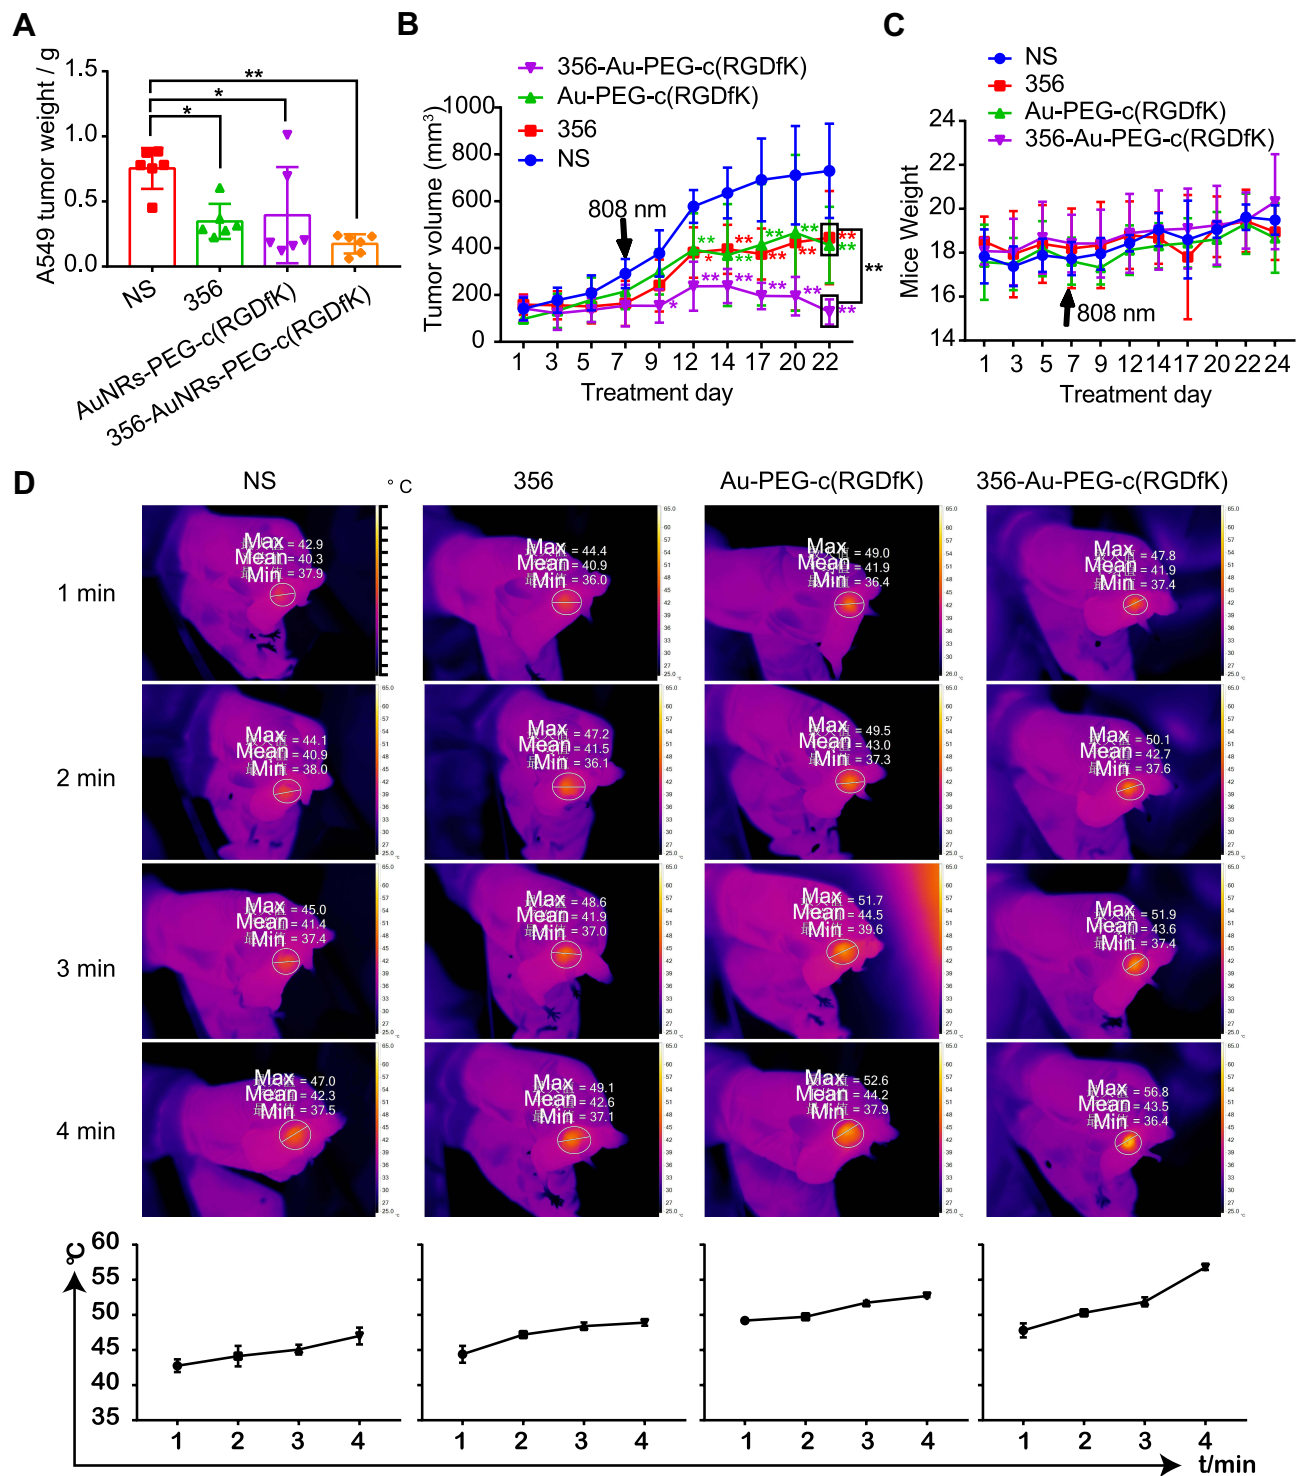 A
A549 tumor weight / g
1.5
1.0
0.5
0.0
**
*
*
NS
356
AuNRs-PEG-c(RGDfK)
356-AuNRs-PEG-c(RGDfK)
B
356-Au-PEG-c(RGDfK)
Au-PEG-c(RGDfK)
356
NS
Tumor volume (mm³)
1000
800
600
400
200
0
808 nm
**
1 3 5 7 9 12 14 17 20 22
Treatment day
C
NS
356
Au-PEG-c(RGDfK)
356-Au-PEG-c(RGDfK)
Mice Weight
24
22
20
18
16
14
808 nm
1 3 5 7 9 12 14 17 20 22 24
Treatment day
D
NS
° C
356
Au-PEG-c(RGDfK)
356-Au-PEG-c(RGDfK)
1 min
Max = 42.9
Mean = 40.3
Min = 37.9
Max = 44.4
Mean = 40.9
Min = 36.0
Max = 49.0
Mean = 41.9
Min = 36.4
Max = 47.8
Mean = 41.9
Min = 37.4
2 min
Max = 44.1
Mean = 40.9
Min = 38.0
Max = 47.2
Mean = 41.5
Min = 36.1
Max = 49.5
Mean = 43.0
Min = 37.3
Max = 50.1
Mean = 42.7
Min = 37.6
3 min
Max = 45.0
Mean = 41.4
Min = 37.4
Max = 48.6
Mean = 41.9
Min = 37.0
Max = 51.7
Mean = 44.5
Min = 39.6
Max = 51.9
Mean = 43.6
Min = 37.4
4 min
Max = 47.0
Mean = 42.3
Min = 37.5
Max = 49.1
Mean = 42.6
Min = 37.1
Max = 52.6
Mean = 44.2
Min = 37.9
Max = 56.8
Mean = 43.5
Min = 36.4
°C
60
55
50
45
40
35
1 2 3 4
1 2 3 4
1 2 3 4
1 2 3 4
t/min